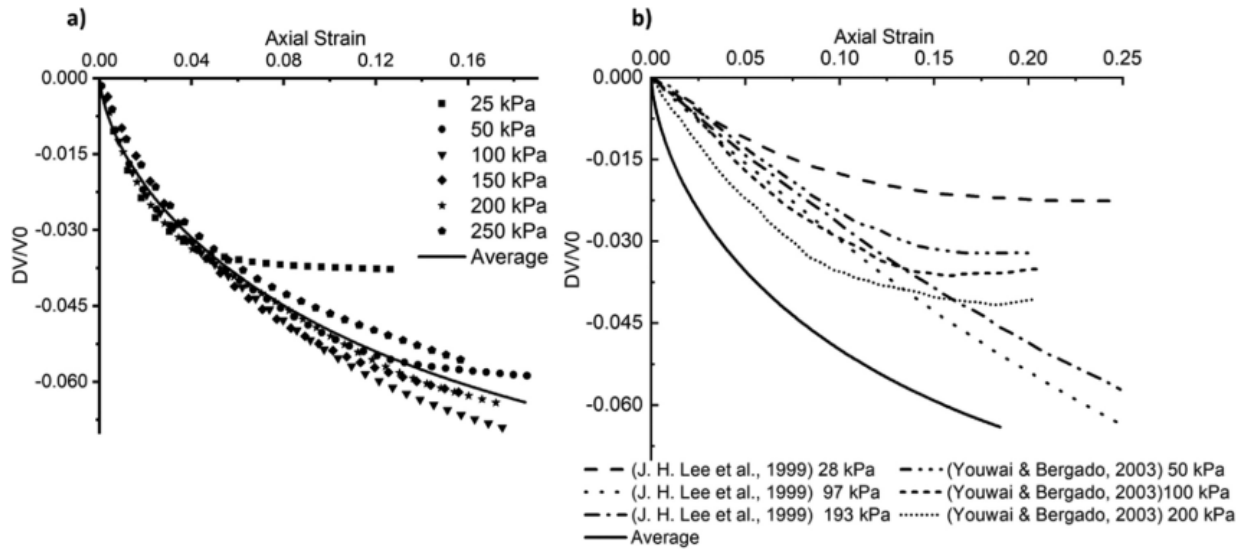 a)
Axial Strain
0.00 0.04 0.08 0.12 0.16
0.000
-0.015
-0.030
-0.045
-0.060
DV/V0
25 kPa
50 kPa
100 kPa
150 kPa
200 kPa
250 kPa
Average
b)
Axial Strain
0.00 0.05 0.10 0.15 0.20 0.25
0.000
-0.015
-0.030
-0.045
-0.060
DV/V0
(J. H. Lee et al., 1999) 28 kPa
(J. H. Lee et al., 1999) 97 kPa
(J. H. Lee et al., 1999) 193 kPa
Average
(Youwai & Bergado, 2003) 50 kPa
(Youwai & Bergado, 2003)100 kPa
(Youwai & Bergado, 2003) 200 kPa